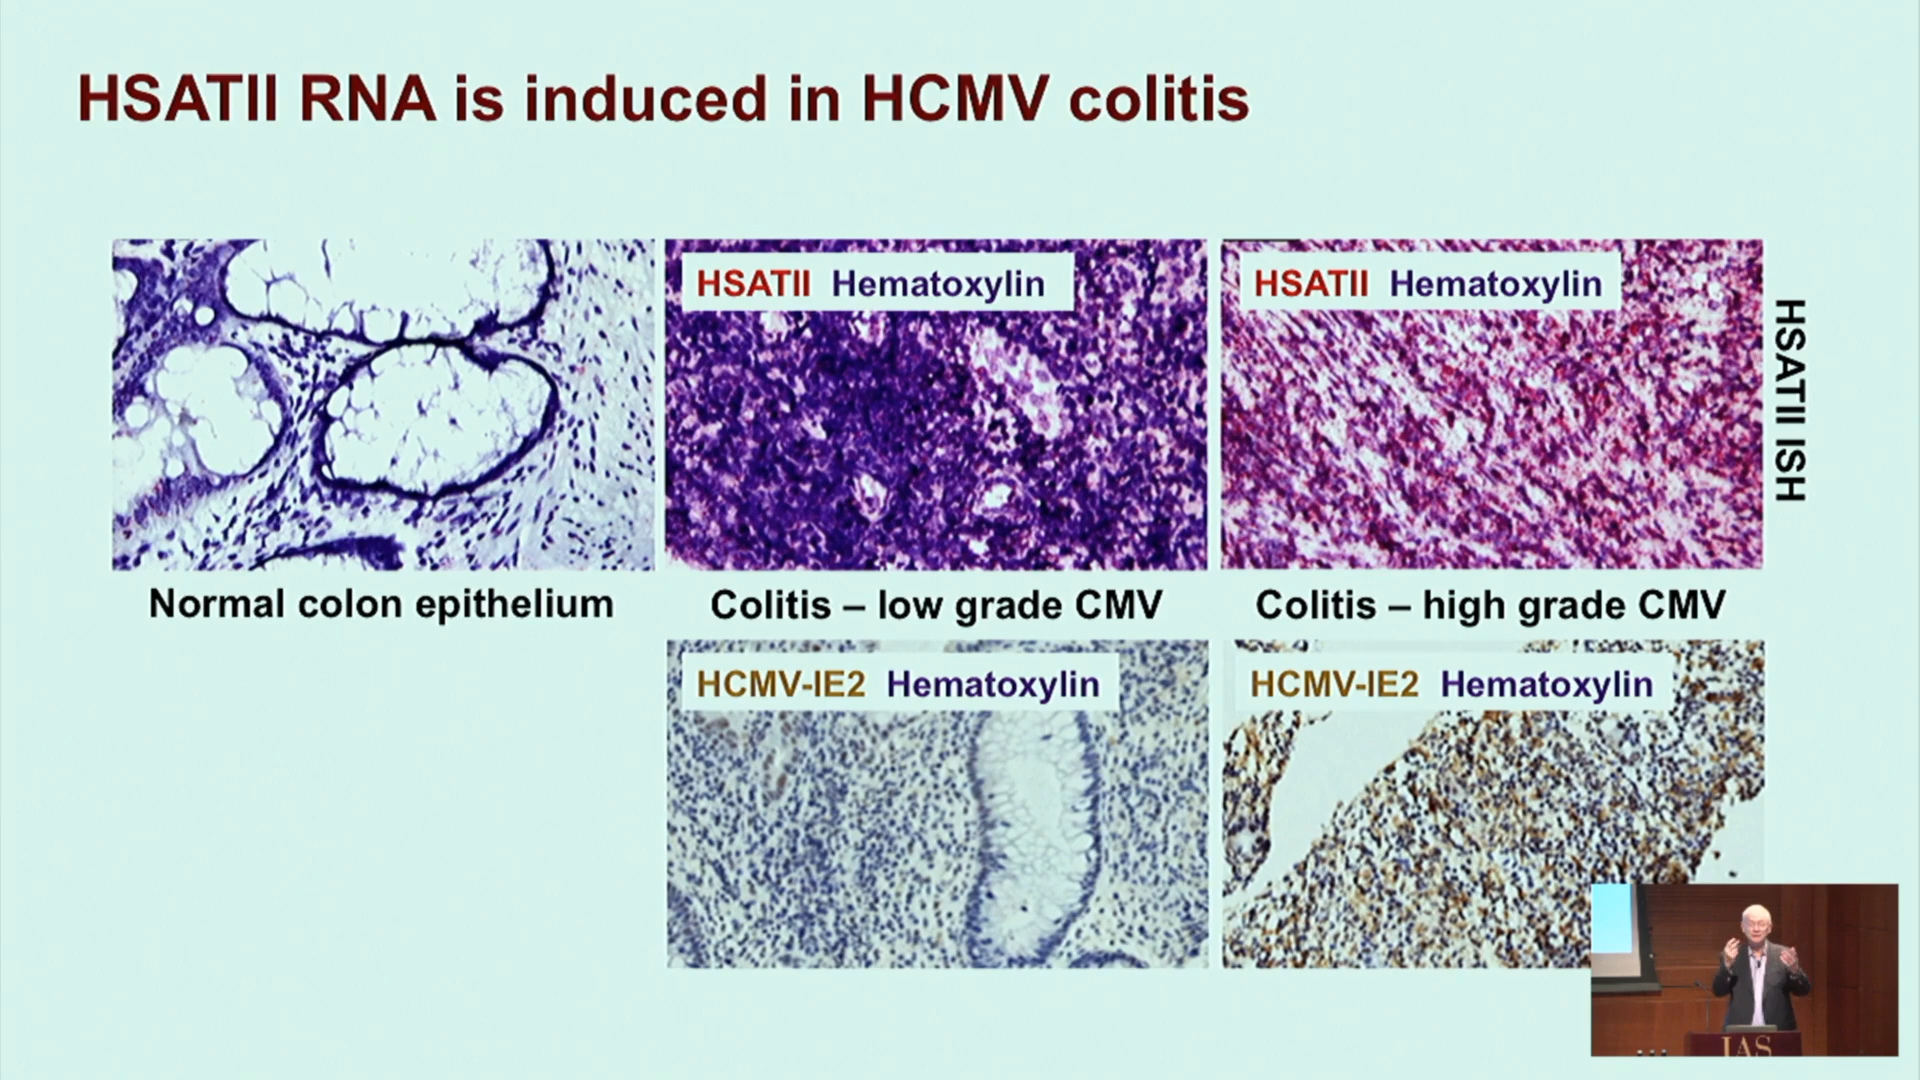 HSATII RNA is induced in HCMV colitis
HSATII Hematoxylin
HSATII Hematoxylin
HSATII ISH
Normal colon epithelium
Colitis – low grade CMV
Colitis – high grade CMV
HCMV-IE2 Hematoxylin
HCMV-IE2 Hematoxylin
IAS